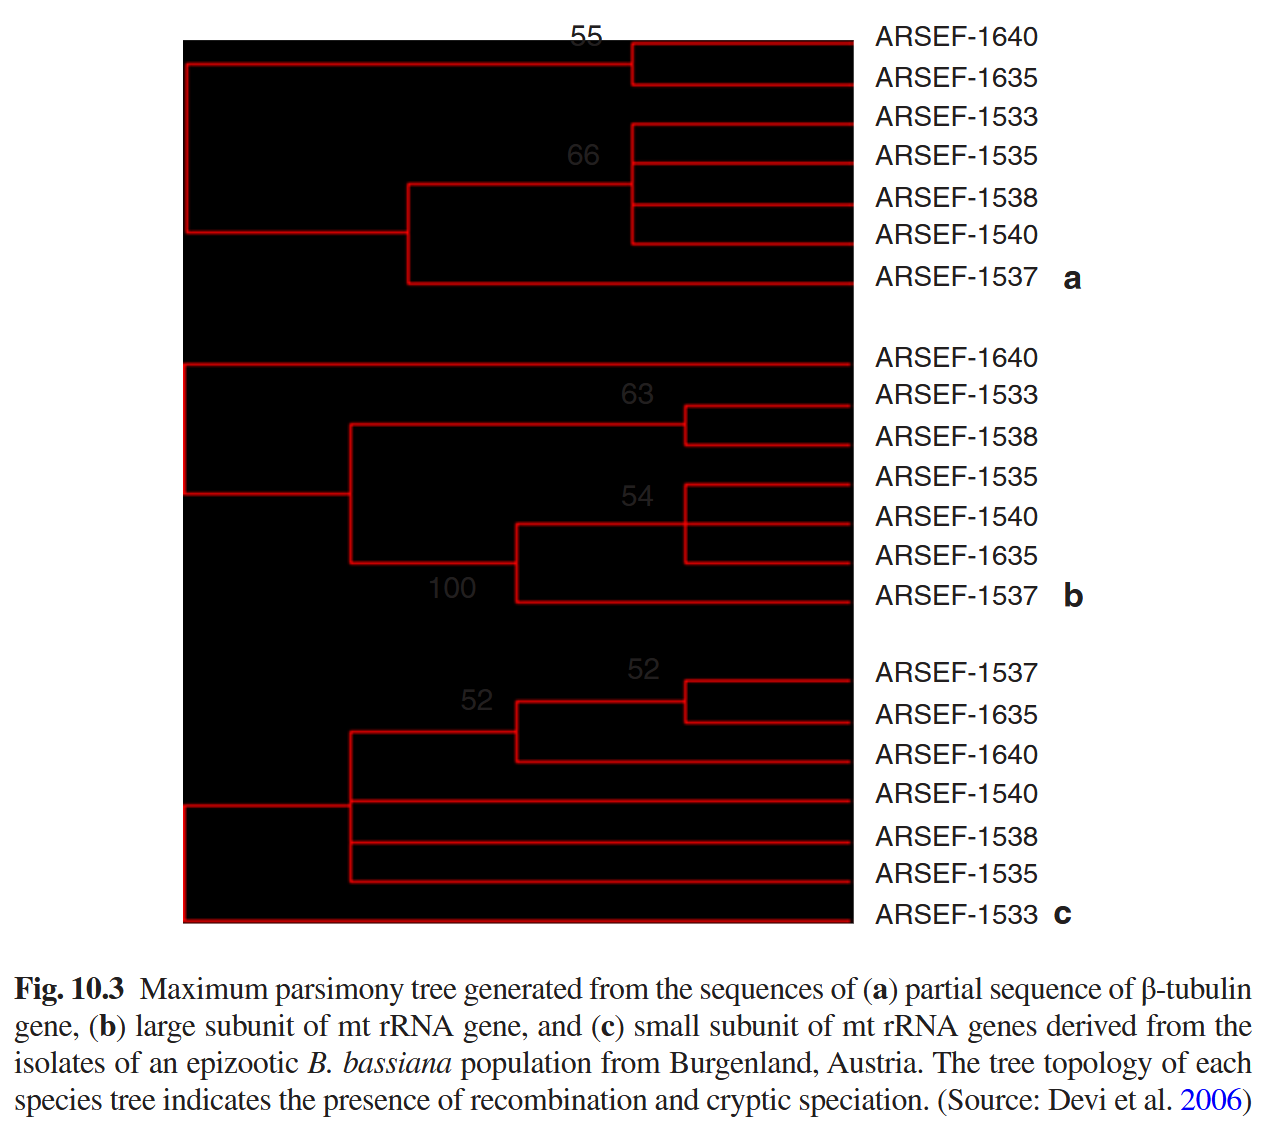 55
ARSEF-1640
ARSEF-1635
ARSEF-1533
66
ARSEF-1535
ARSEF-1538
ARSEF-1540
ARSEF-1537 a
ARSEF-1640
63
ARSEF-1533
ARSEF-1538
ARSEF-1535
54
ARSEF-1540
ARSEF-1635
100
ARSEF-1537 b
52
ARSEF-1537
52
ARSEF-1635
ARSEF-1640
ARSEF-1540
ARSEF-1538
ARSEF-1535
ARSEF-1533 c
Fig. 10.3 Maximum parsimony tree generated from the sequences of (a) partial sequence of β-tubulin
gene, (b) large subunit of mt rRNA gene, and (c) small subunit of mt rRNA genes derived from the
isolates of an epizootic B. bassiana population from Burgenland, Austria. The tree topology of each
species tree indicates the presence of recombination and cryptic speciation. (Source: Devi et al. 2006)